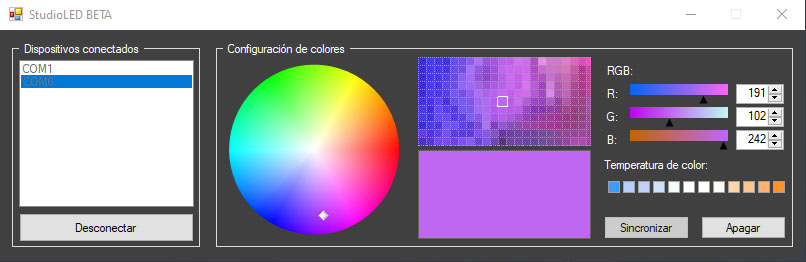 StudioLED BETA
Dispositivos conectados
COM1
COM6
Desconectar
Configuración de colores
RGB:
R: 191
G: 102
B: 242
Temperatura de color:
Sincronizar Apagar